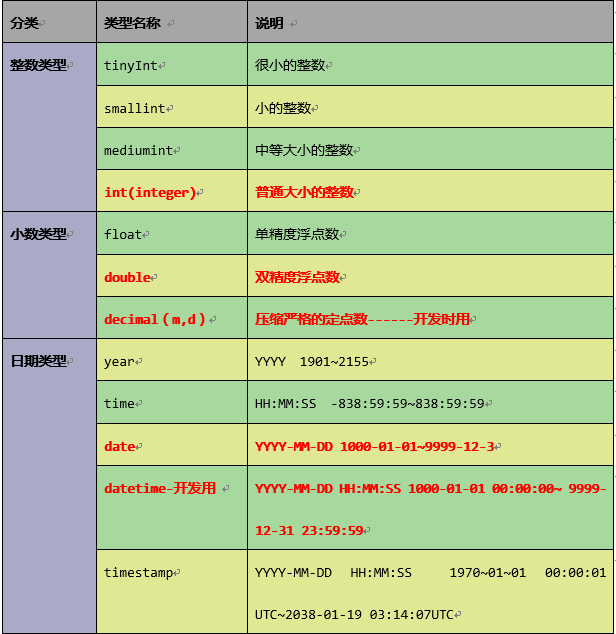 分类 类型名称 说明
整数类型 tinyInt 很小的整数
smallint 小的整数
mediumint 中等大小的整数
int(integer) 普通大小的整数
小数类型 float 单精度浮点数
double 双精度浮点数
decimal（m,d） 压缩严格的定点数------开发时用
日期类型 year YYYY 1901~2155
time HH:MM:SS -838:59:59~838:59:59
date YYYY-MM-DD 1000-01-01~9999-12-3
datetime-开发用 YYYY-MM-DD HH:MM:SS 1000-01-01 00:00:00~ 9999-
12-31 23:59:59
timestamp YYYY-MM-DD HH:MM:SS 1970~01~01 00:00:01
UTC~2038-01-19 03:14:07UTC